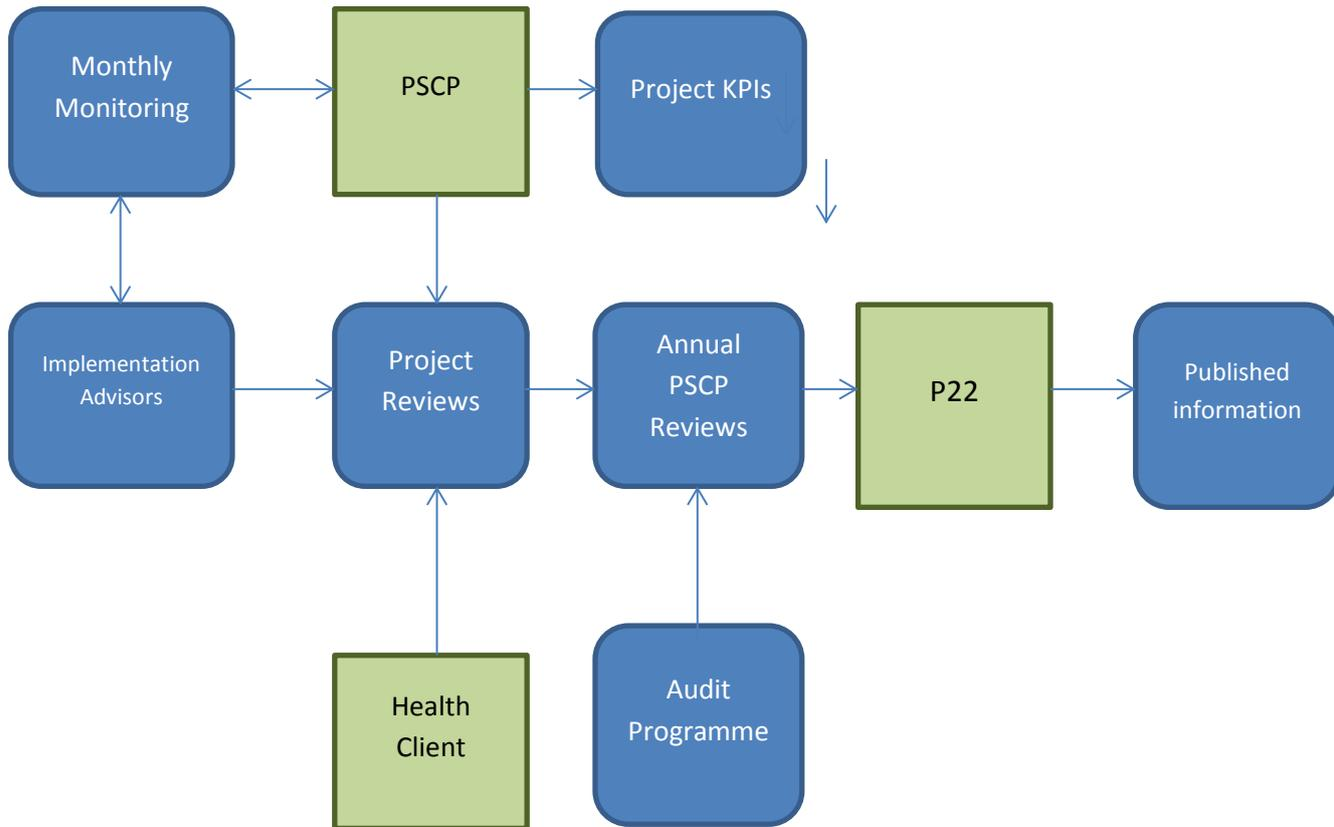 Monthly
Monitoring
PSCP
Project KPIs
Implementation
Advisors
Project
Reviews
Annual
PSCP
Reviews
P22
Published
information
Health
Client
Audit
Programme